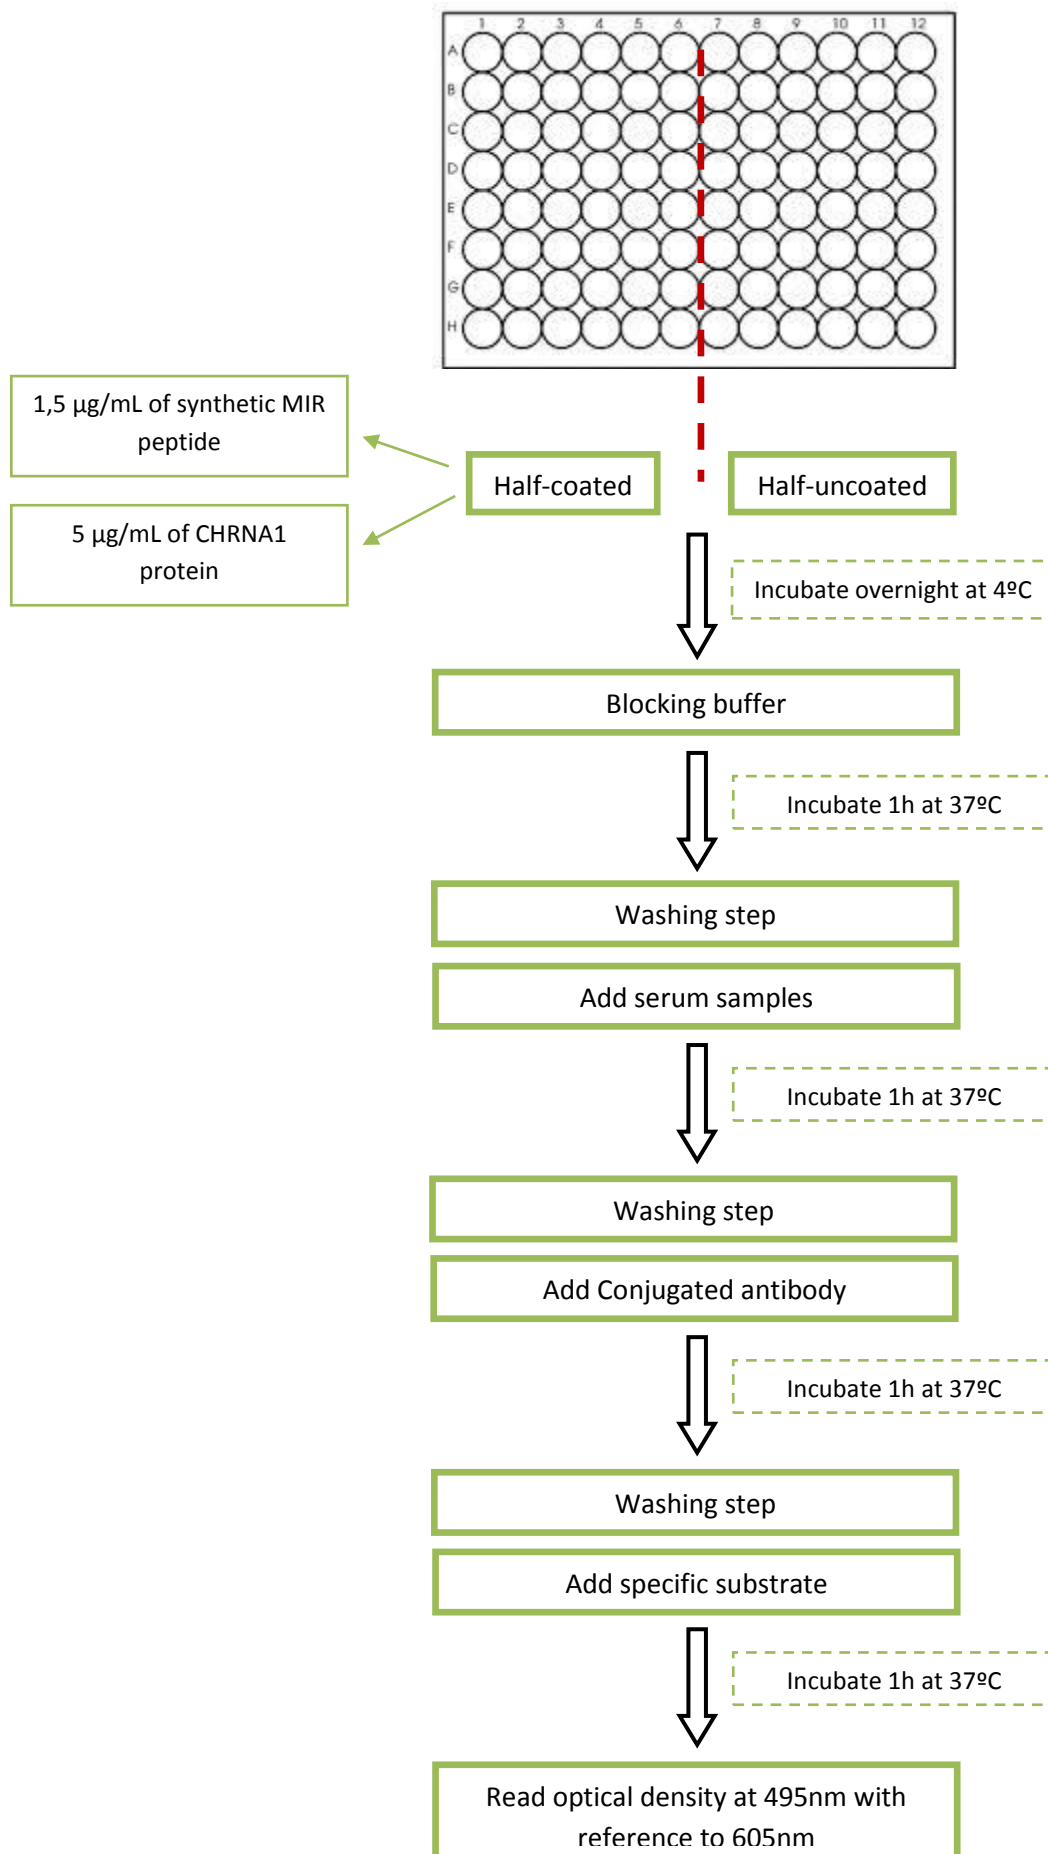 1 2 3 4 5 6 7 8 9 10 11 12
A
B
C
D
E
F
G
H
1,5 µg/mL of synthetic MIR
peptide
5 µg/mL of CHRNA1
protein
Half-coated
Half-uncoated
Incubate overnight at 4ºC
Blocking buffer
Incubate 1h at 37ºC
Washing step
Add serum samples
Incubate 1h at 37ºC
Washing step
Add Conjugated antibody
Incubate 1h at 37ºC
Washing step
Add specific substrate
Incubate 1h at 37ºC
Read optical density at 495nm with
reference to 605nm